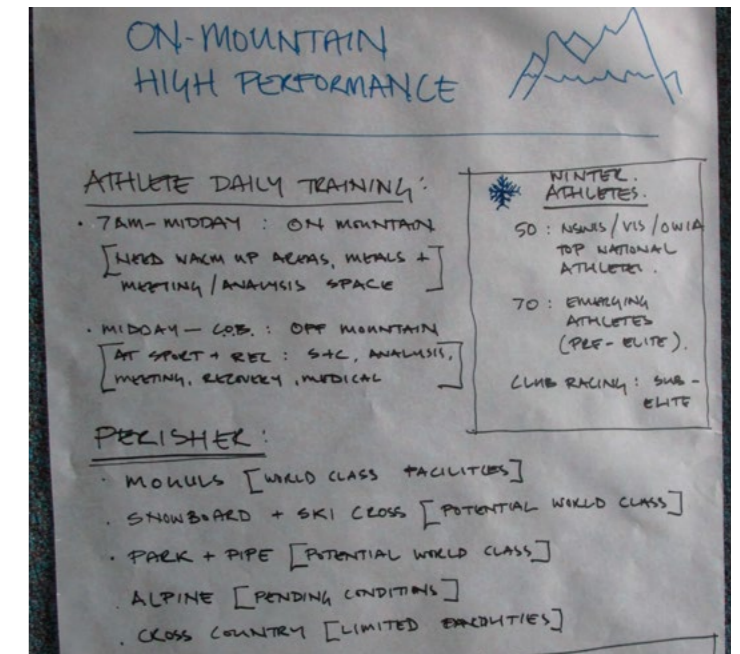 ON-MOUNTAIN
HIGH PERFORMANCE
ATHLETE DAILY TRAINING:
· 7AM-MIDDAY : ON MOUNTAIN
[NEED WARM UP AREAS, MEALS +
MEETING/ANALYSIS SPACE]
· MIDDAY - C.O.B. : OFF MOUNTAIN
[AT SPORT + REC : S+C, ANALYSIS,
MEETING, RECOVERY, MEDICAL]
WINTER.
ATHLETES.
50 : NSWIS/VIS/OWIA
TOP NATIONAL
ATHLETES.
70 : EMERGING
ATHLETES
(PRE-ELITE).
CLUB RACING: SUB-
ELITE
PERISHER:
· MOGULS [WORLD CLASS FACILITIES]
· SNOWBOARD + SKI CROSS [POTENTIAL WORLD CLASS]
· PARK + PIPE [POTENTIAL WORLD CLASS]
· ALPINE [PENDING CONDITIONS]
· CROSS COUNTRY [LIMITED]